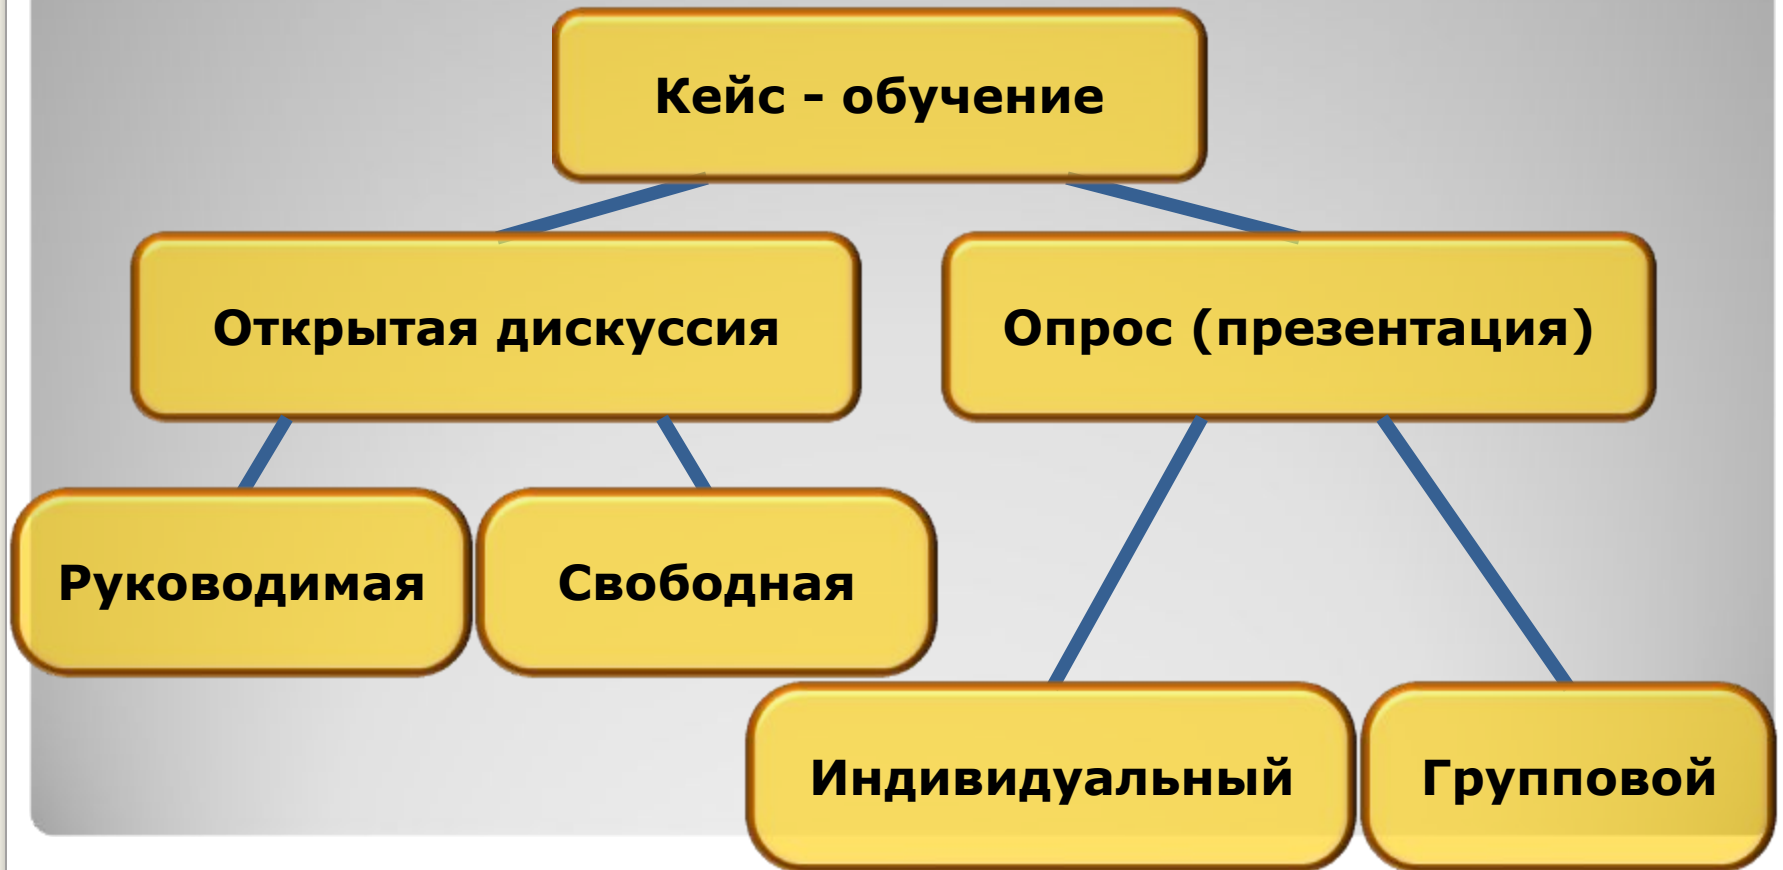 Кейс - обучение
Открытая дискуссия
Опрос (презентация)
Руководимая
Свободная
Индивидуальный
Групповой